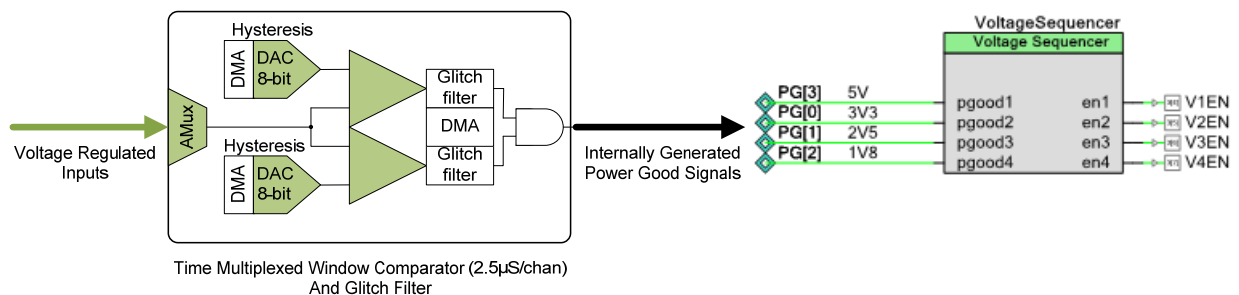 Voltage Regulated
Inputs
AMux
Hysteresis
DMA
DAC
8-bit
Hysteresis
DMA
DAC
8-bit
Glitch
filter
DMA
Glitch
filter
Time Multiplexed Window Comparator (2.5µS/chan)
And Glitch Filter
Internally Generated
Power Good Signals
VoltageSequencer
Voltage Sequencer
PG[3] 5V
PG[0] 3V3
PG[1] 2V5
PG[2] 1V8
pgood1 en1 V1EN
pgood2 en2 V2EN
pgood3 en3 V3EN
pgood4 en4 V4EN